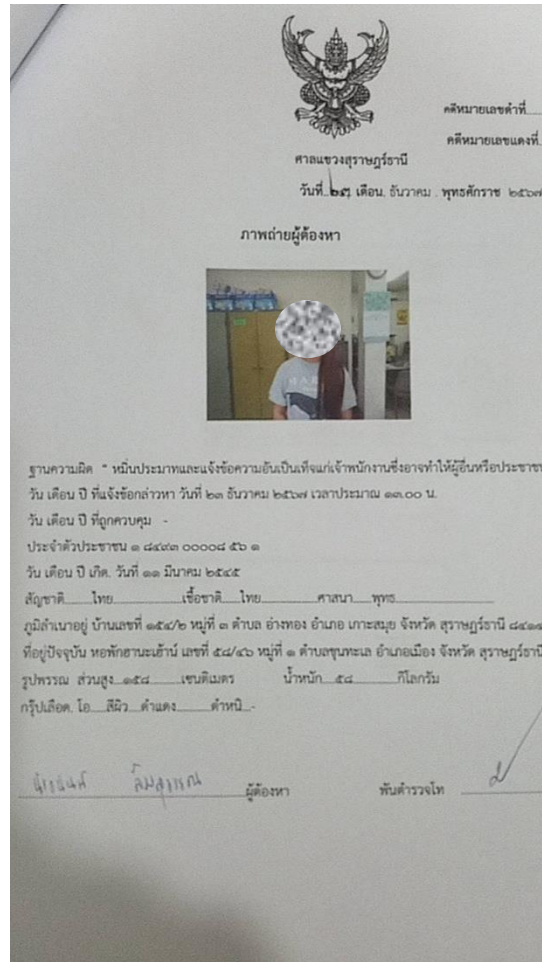 คดีหมายเลขดำที่......
คดีหมายเลขแดงที่.
ศาลแขวงสุราษฎร์ธานี
วันที่..๒๓ เดือน. ธันวาคม . พุทธศักราช ๒๕๖๗
ภาพถ่ายผู้ต้องหา
ฐานความผิด " หมิ่นประมาทและแจ้งข้อความอันเป็นเท็จแก่เจ้าพนักงานซึ่งอาจทำให้ผู้อื่นหรือประชาชน
วัน เดือน ปี ที่แจ้งข้อกล่าวหา วันที่ ๒๓ ธันวาคม ๒๕๖๗ เวลาประมาณ ๑๓.๐๐ น.
วัน เดือน ปี ที่ถูกควบคุม -
ประจำตัวประชาชน ๑ ๘๔๙๓ ๐๐๐๐๘ ๕๖ ๑
วัน เดือน ปี เกิด. วันที่ ๑๑ มีนาคม ๒๕๔๕
สัญชาติ.........ไทย....................เชื้อชาติ....ไทย....................ศาสนา.....พุทธ............................
ภูมิลำเนาอยู่ บ้านเลขที่ ๑๕๔/๒ หมู่ที่ ๓ ตำบล อ่างทอง อำเภอ เกาะสมุย จังหวัด สุราษฎร์ธานี ๘๔๑๔
ที่อยู่ปัจจุบัน หอพักฮานะเฮ้าน์ เลขที่ ๕๘/๔๖ หมู่ที่ ๑ ตำบลขุนทะเล อำเภอเมือง จังหวัด สุราษฎร์ธานี
รูปพรรณ ส่วนสูง..๑๕๘.........เซนติเมตร น้ำหนัก ..๕๘..............กิโลกรัม
กรุ๊ปเลือด. โอ.....สีผิว...ดำแดง...........ตำหนิ...-
ผู้ต้องหา พันตำรวจโท